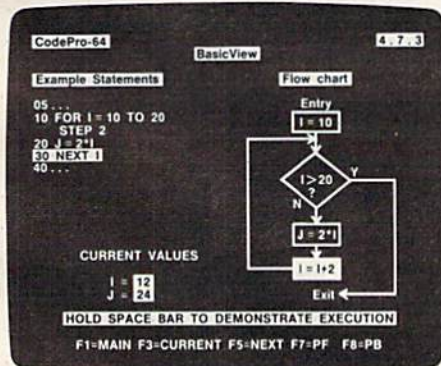 CodePro-64
4.7.3
BasicView
Example Statements
05...
10 FOR I = 10 TO 20
STEP 2
20 J = 2*I
30 NEXT I
40...
Flow chart
Entry
I = 10
I > 20
?
Y
N
J = 2*I
I = I+2
Exit
CURRENT VALUES
I = 12
J = 24
HOLD SPACE BAR TO DEMONSTRATE EXECUTION
F1=MAIN F3=CURRENT F5=NEXT F7=PF F8=PB